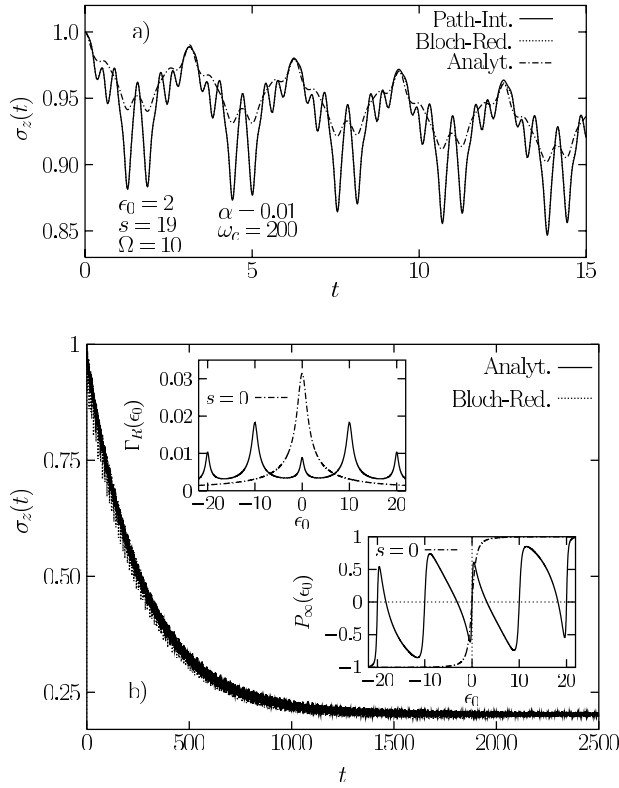 a)
Path-Int.
Bloch-Red.
Analyt.
1.0
0.95
0.90
0.85
σz(t)
ϵ0 = 2
s = 19
Ω = 10
α = 0.01
ωc = 200
0 5 10 15
t
1
0.75
0.50
0.25
σz(t)
Analyt.
Bloch-Red.
s = 0
0.03
0.02
0.01
0
ΓR(ϵ0)
−20 −10 0 10 20
ϵ0
s = 0
1
0.5
0
−0.5
−1
P∞(ϵ0)
−20 −10 0 10 20
ϵ0
b)
0 500 1000 1500 2000 2500
t